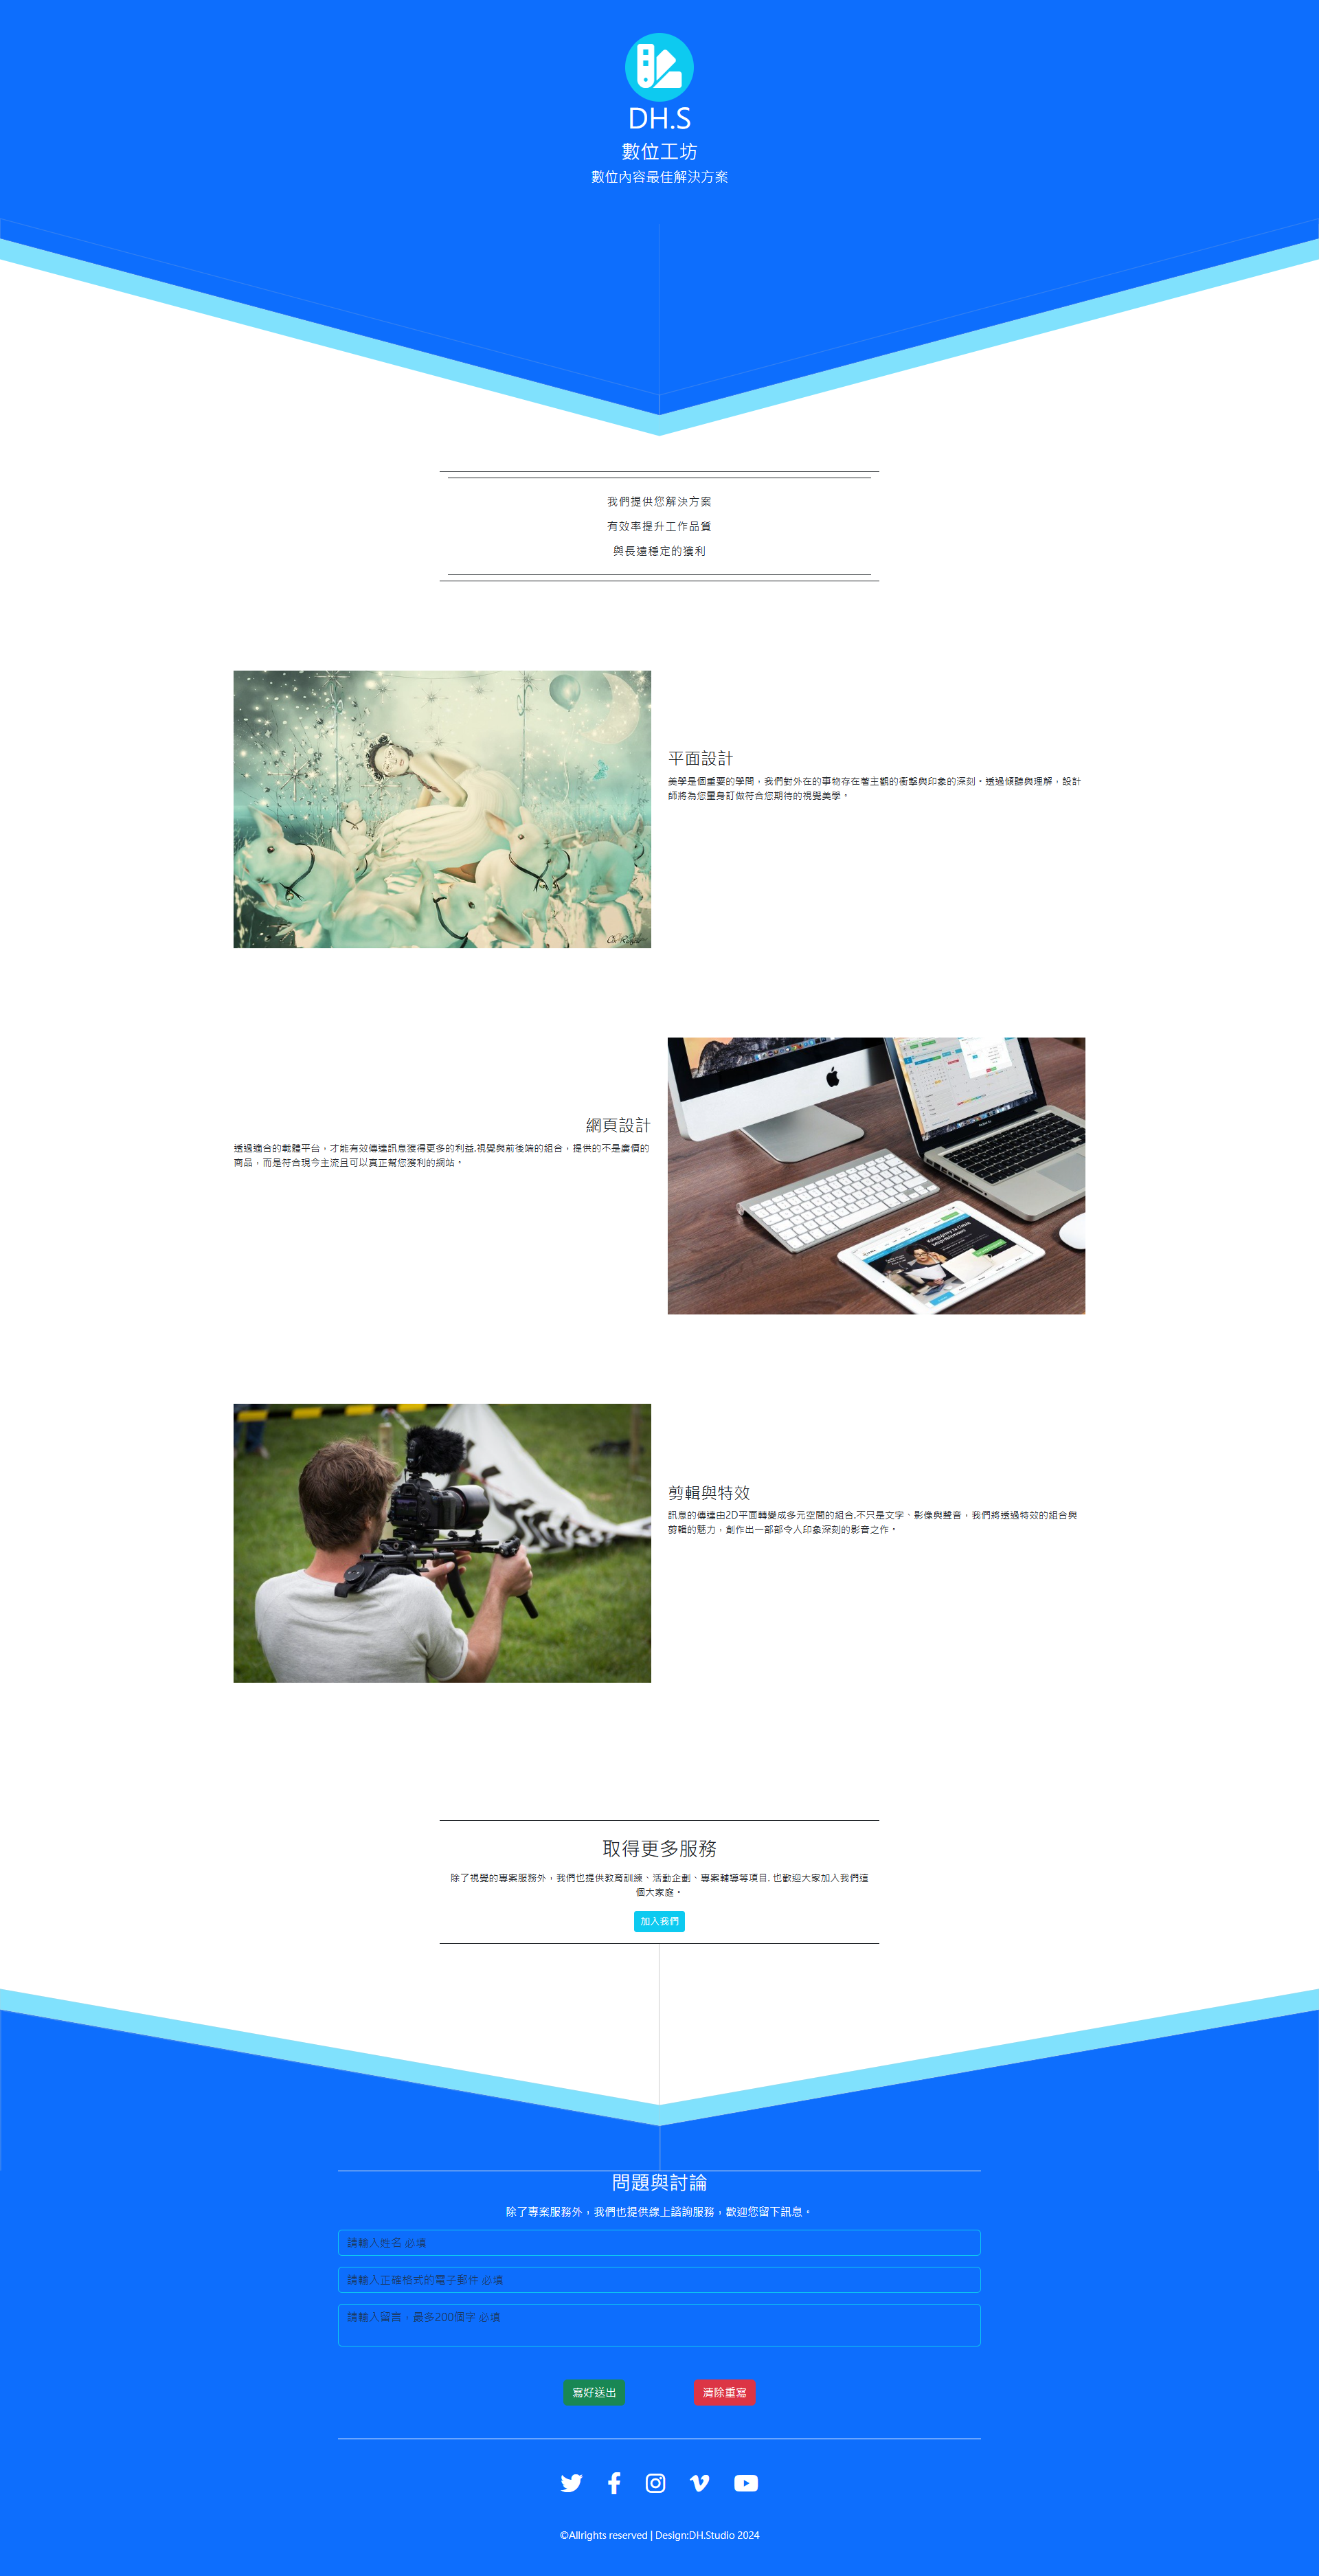 DH.S
數位工坊
數位內容最佳解決方案
我們提供您解決方案
有效率提升工作品質
與長遠穩定的獲利
平面設計
美學是個重要的學問，我們對外在的事物存在著主觀的衝擊與印象的深刻。透過傾聽與理解，設計
師將為您量身訂做符合您期待的視覺美學。
網頁設計
透過適合的載體平台，才能有效傳達訊息獲得更多的利益.視覺與前後端的組合，提供的不是廉價的
商品，而是符合現今主流且可以真正幫您獲利的網站。
剪輯與特效
訊息的傳達由2D平面轉變成多元空間的組合.不只是文字、影像與聲音，我們將透過特效的組合與
剪輯的魅力，創作出一部部令人印象深刻的影音之作。
取得更多服務
除了視覺的專案服務外，我們也提供教育訓練、活動企劃、專案輔導等項目. 也歡迎大家加入我們這
個大家庭。
加入我們
問題與討論
除了專案服務外，我們也提供線上諮詢服務，歡迎您留下訊息。
請輸入姓名 必填
請輸入正確格式的電子郵件 必填
請輸入留言，最多200個字 必填
寫好送出 清除重寫
©Allrights reserved | Design:DH.Studio 2024